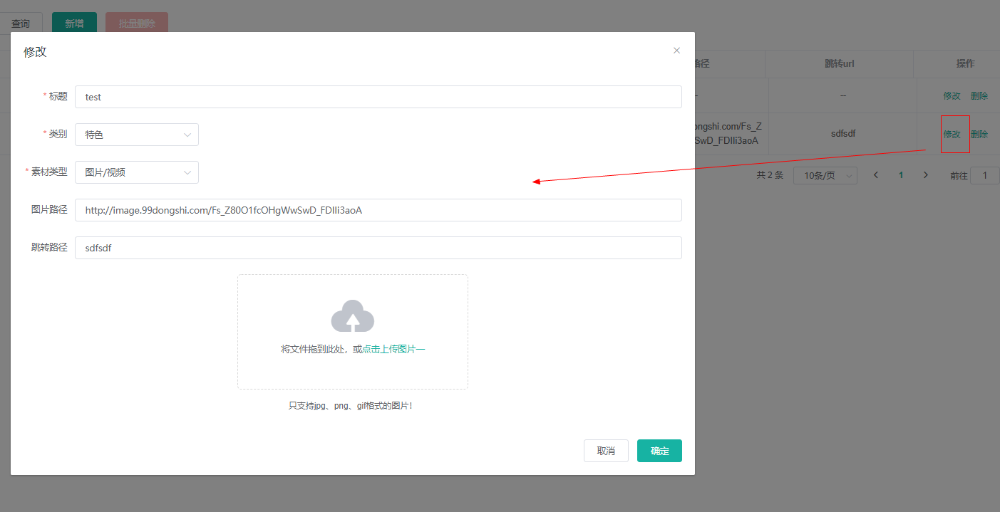 查询
新增
批量删除
修改
路径
跳转url
操作
* 标题
test
--
修改
删除
* 类别
特色
ongshi.com/Fs_Z
SwD_FDIIi3aoA
sdfsdf
修改
删除
* 素材类型
图片/视频
共 2 条
10条/页
1
前往
1
图片路径
http://image.99dongshi.com/Fs_Z80O1fcOHgWwSwD_FDIIi3aoA
跳转路径
sdfsdf
将文件拖到此处，或点击上传图片一
只支持jpg、png、gif格式的图片！
取消
确定